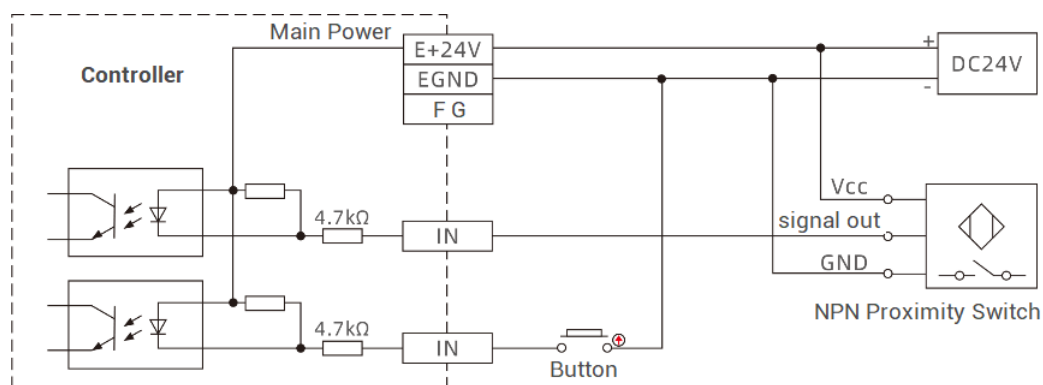 Main Power
E+24V
+
DC24V
Controller
EGND
-
F G
Vcc
4.7kΩ
IN
signal out
GND
NPN Proximity Switch
4.7kΩ
IN
Button